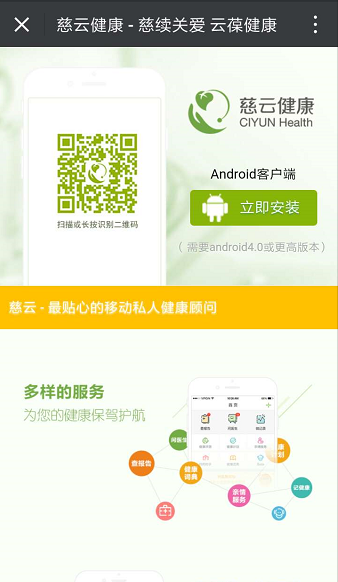 慈云健康 - 慈续关爱 云葆健康
慈云健康
CIYUN Health
扫描或长按识别二维码
Android客户端
立即安装
（需要android4.0或更高版本）
慈云 - 最贴心的移动私人健康顾问
多样的服务
为您的健康保驾护航
首页
问医生
查报告
健康词典
亲情服务
记健康